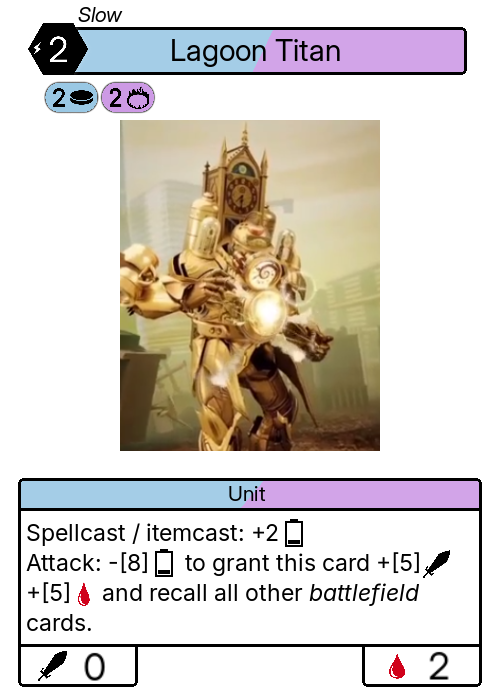 Slow
2 Lagoon Titan
2 2
Unit
Spellcast / itemcast: +2
Attack: -[8] to grant this card +[5]
+[5] and recall all other battlefield
cards.
0 2